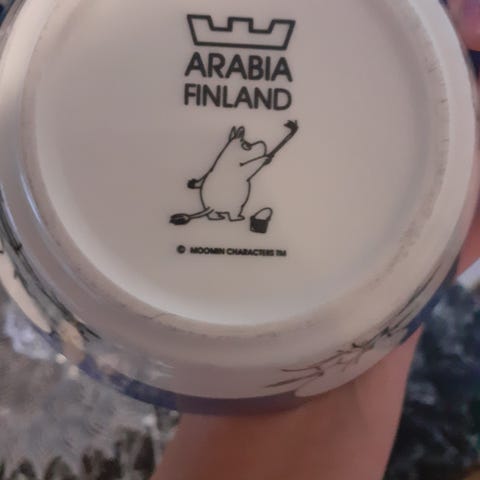 ARABIA
FINLAND
© MOOMIN CHARACTERS TM